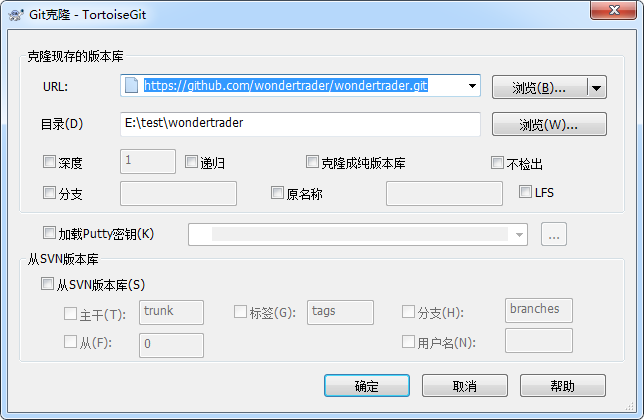 Git克隆 - TortoiseGit
克隆现存的版本库
URL: https://github.com/wondertrader/wondertrader.git 浏览(B)...
目录(D) E:\test\wondertrader 浏览(W)...
深度 1 递归 克隆成纯版本库 不检出
分支 原名称 LFS
加载Putty密钥(K) ...
从SVN版本库
从SVN版本库(S)
主干(T): trunk 标签(G): tags 分支(H): branches
从(F): 0 用户名(N):
确定 取消 帮助